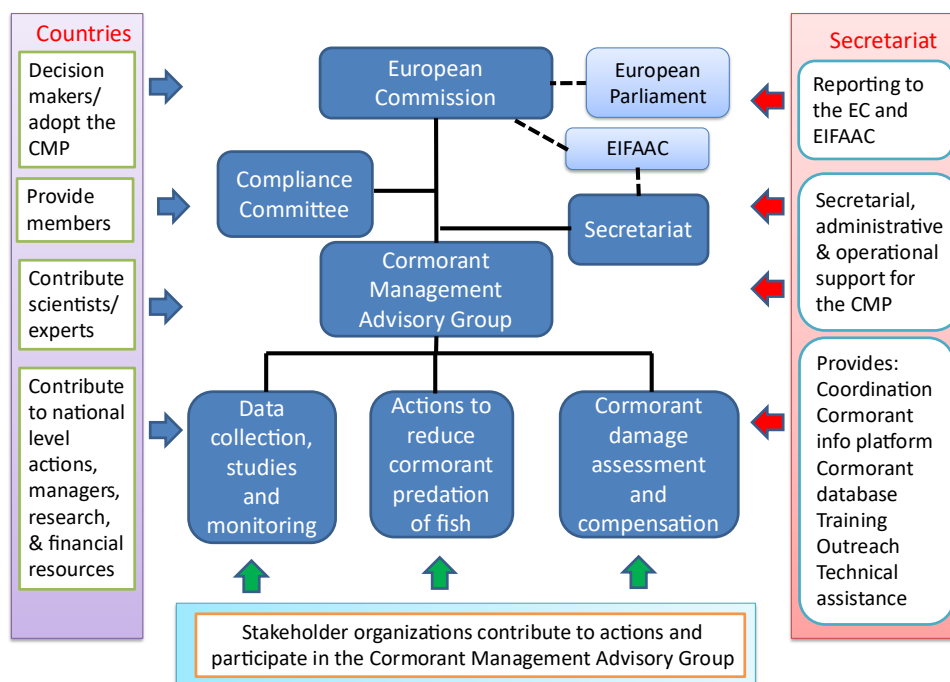 Countries
Decision
makers/
adopt the
CMP
Provide
members
Contribute
scientists/
experts
Contribute
to national
level
actions,
managers,
research,
& financial
resources
European
Commission
European
Parliament
EIFAAC
Compliance
Committee
Secretariat
Cormorant
Management
Advisory Group
Data
collection,
studies
and
monitoring
Actions to
reduce
cormorant
predation
of fish
Cormorant
damage
assessment
and
compensation
Stakeholder organizations contribute to actions and
participate in the Cormorant Management Advisory Group
Secretariat
Reporting to
the EC and
EIFAAC
Secretarial,
administrative
& operational
support for
the CMP
Provides:
Coordination
Cormorant
info platform
Cormorant
database
Training
Outreach
Technical
assistance